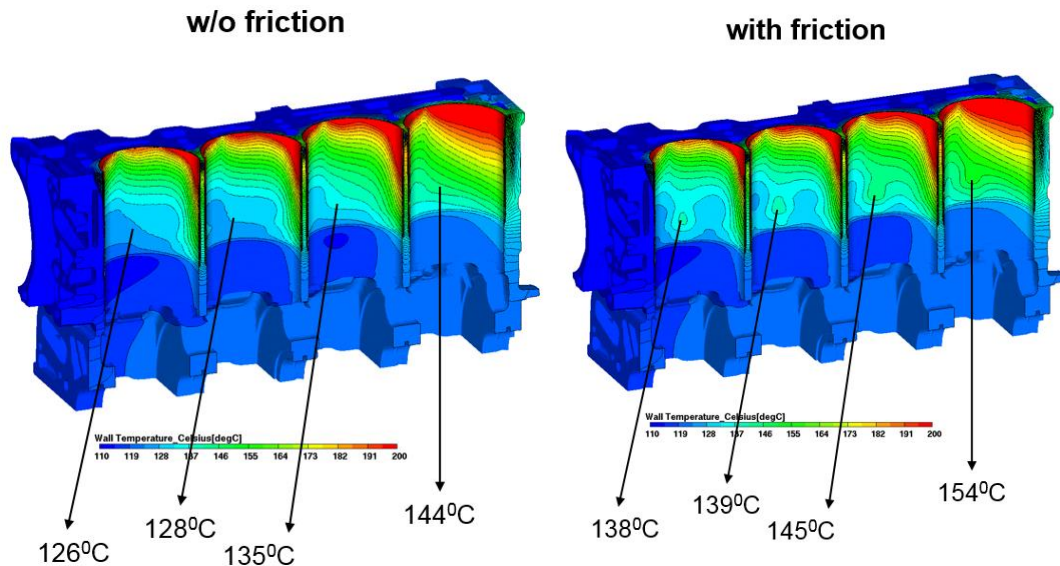 w/o friction
with friction
Wall Temperature_Celsius[degC]
110 119 128 137 146 155 164 173 182 191 200
Wall Temperature_Celsius[degC]
110 119 128 137 146 155 164 173 182 191 200
126⁰C
128⁰C
135⁰C
144⁰C
138⁰C
139⁰C
145⁰C
154⁰C